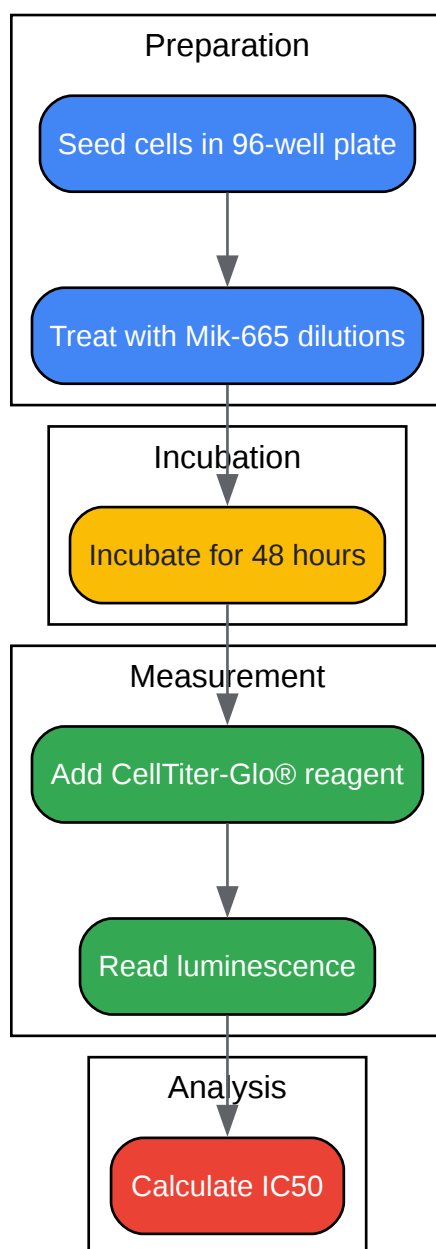 Preparation
Seed cells in 96-well plate
Treat with Mik-665 dilutions
Incubation
Incubate for 48 hours
Measurement
Add CellTiter-Glo® reagent
Read luminescence
Analysis
Calculate IC50